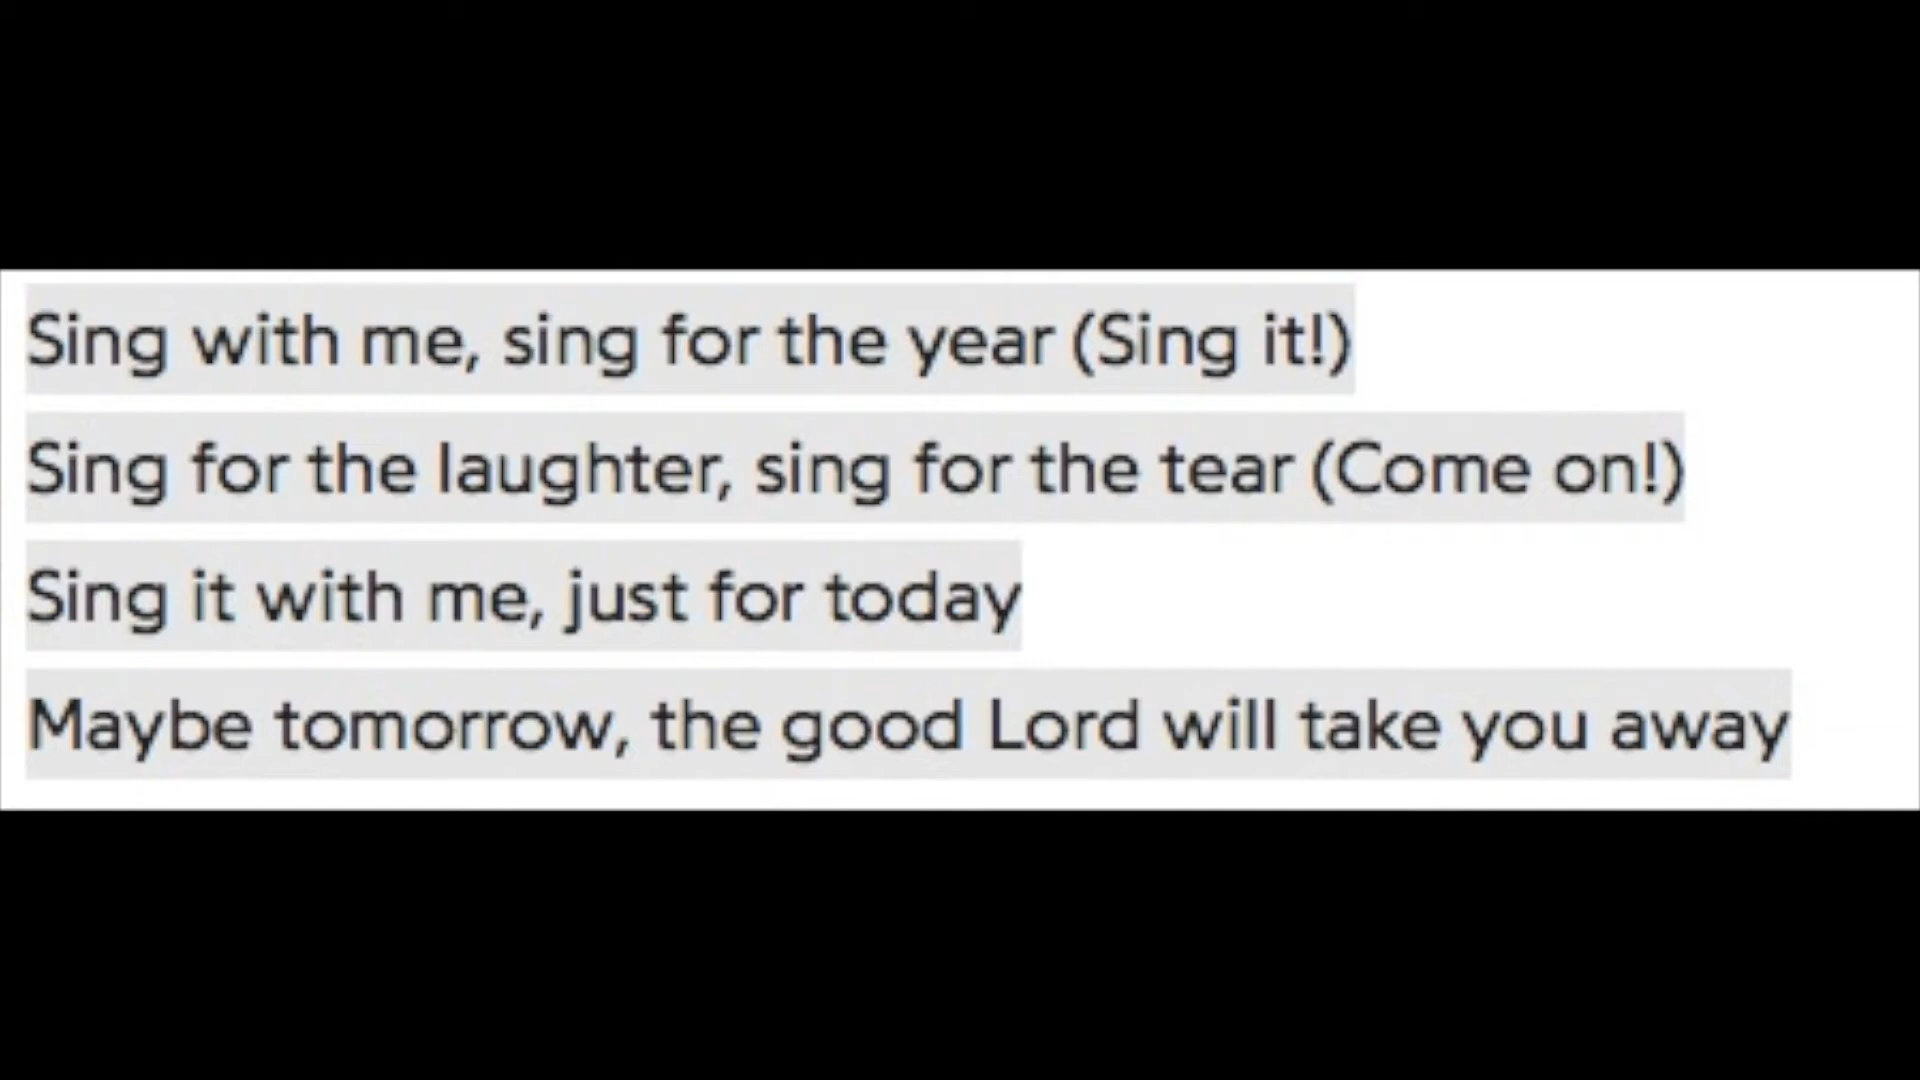 Sing with me, sing for the year (Sing it!)
Sing for the laughter, sing for the tear (Come on!)
Sing it with me, just for today
Maybe tomorrow, the good Lord will take you away